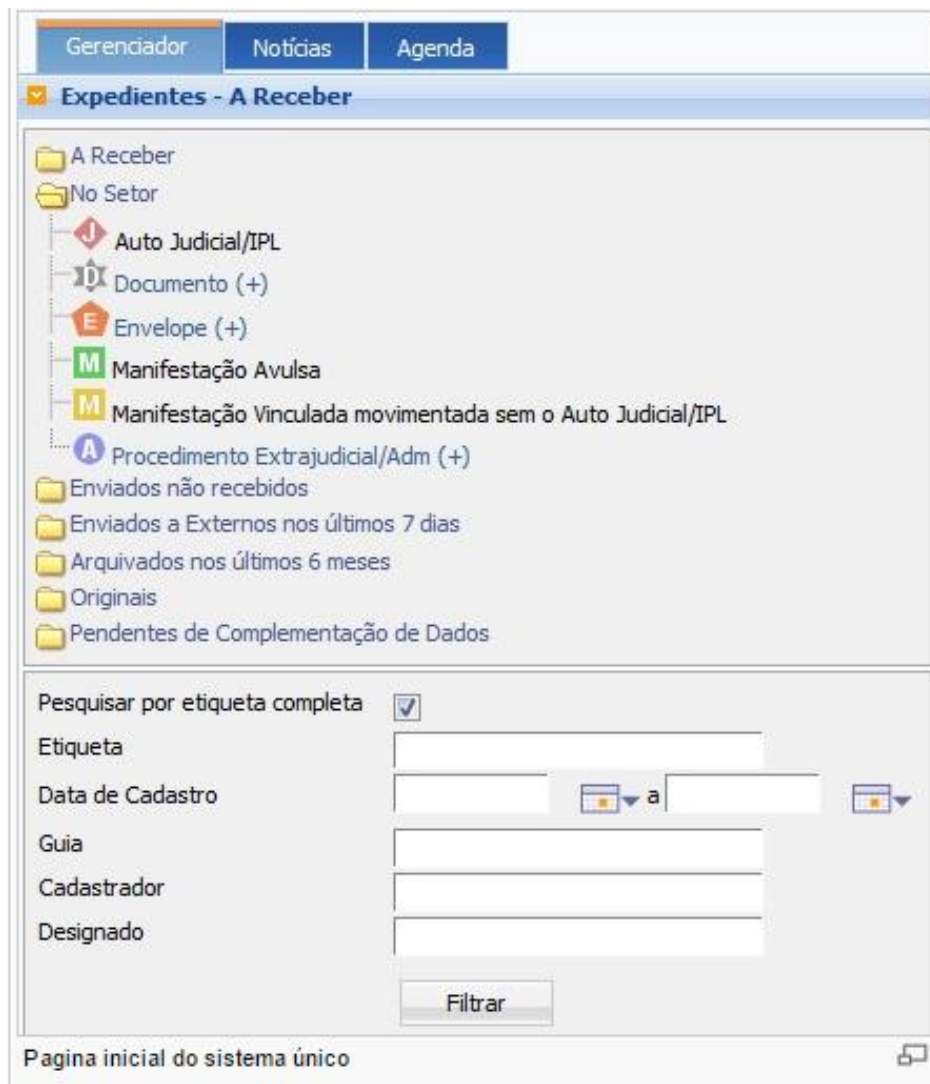 Gerenciador Notícias Agenda
Expedientes - A Receber
A Receber
No Setor
J Auto Judicial/IPL
D Documento (+)
E Envelope (+)
M Manifestação Avulsa
M Manifestação Vinculada movimentada sem o Auto Judicial/IPL
A Procedimento Extrajudicial/Adm (+)
Enviados não recebidos
Enviados a Externos nos últimos 7 dias
Arquivados nos últimos 6 meses
Originais
Pendentes de Complementação de Dados
Pesquisar por etiqueta completa
Etiqueta
Data de Cadastro a
Guia
Cadastrador
Designado
Filtrar
Pagina inicial do sistema único